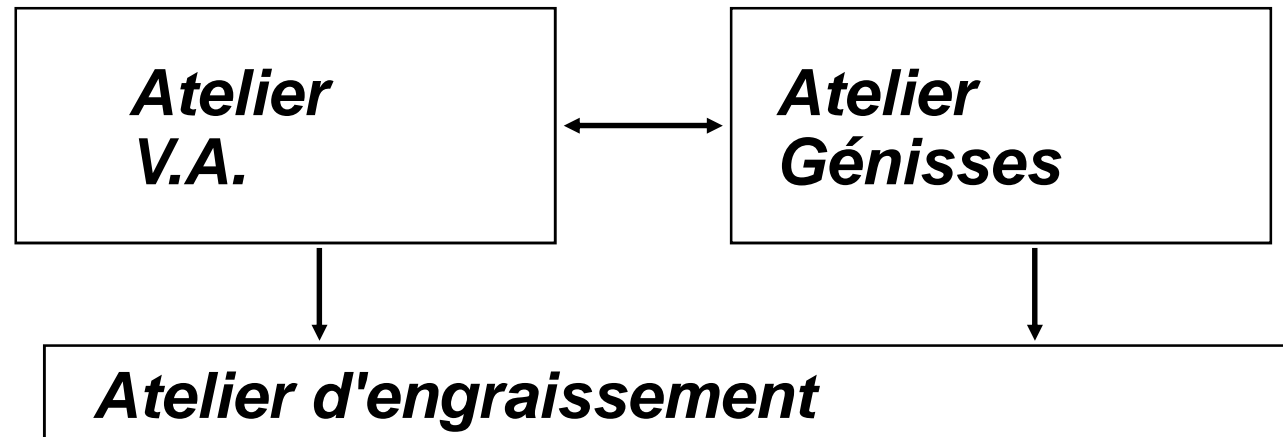 Atelier
V.A.
Atelier
Génisses
Atelier d'engraissement